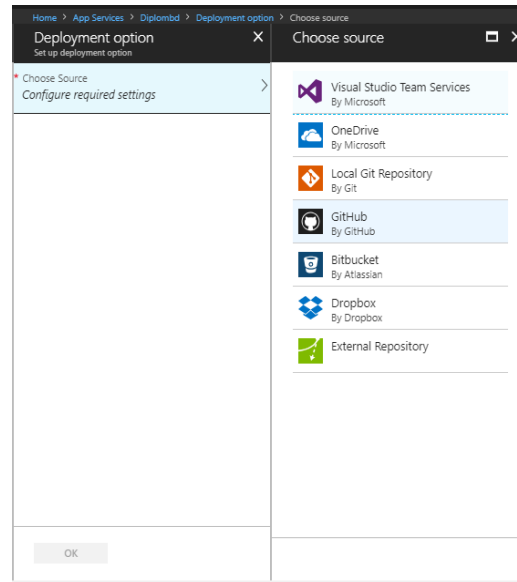 Home > App Services > Diplombd > Deployment option > Choose source
Deployment option
Set up deployment option
* Choose Source
Configure required settings
OK
Choose source
Visual Studio Team Services
By Microsoft
OneDrive
By Microsoft
Local Git Repository
By Git
GitHub
By GitHub
Bitbucket
By Atlassian
Dropbox
By Dropbox
External Repository